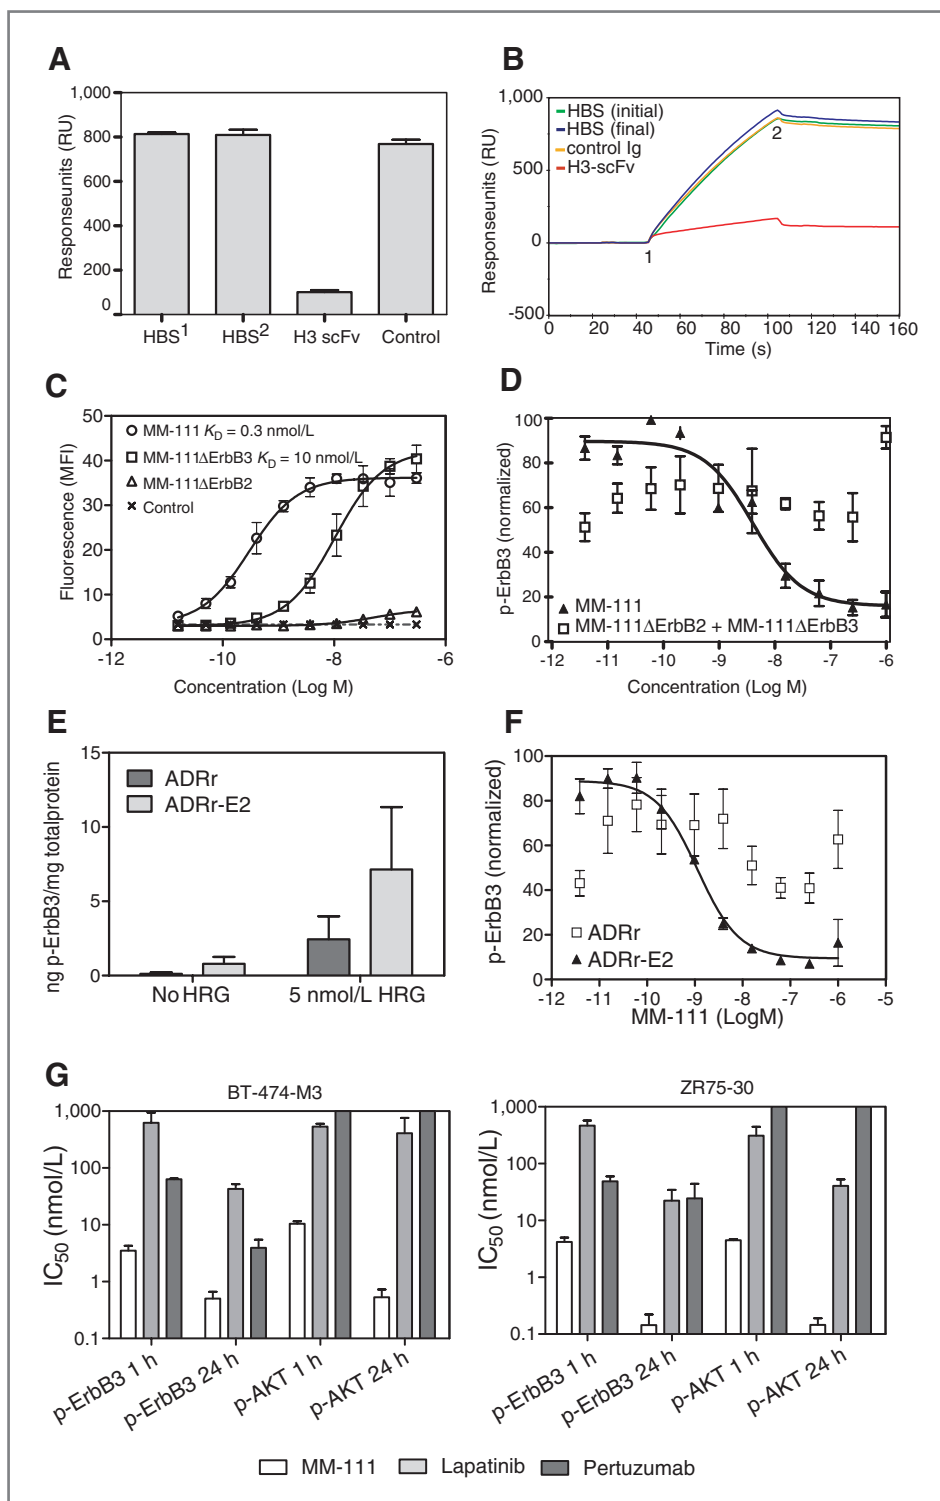 A
1,000
800
600
400
200
0
Responseunits (RU)
HBS1
HBS2
H3 scFv
Control
B
1,000
750
500
250
0
-500
Responseunits (RU)
HBS (initial)
HBS (final)
control Ig
H3-scFv
1
2
0 20 40 60 80 100 120 140 160
Time (s)
C
50
40
30
20
10
0
Fluorescence (MFI)
MM-111 KD = 0.3 nmol/L
MM-111ΔErbB3 KD = 10 nmol/L
MM-111ΔErbB2
Control
-12 -10 -8 -6
Concentration (Log M)
D
100
80
60
40
20
0
p-ErbB3 (normalized)
MM-111
MM-111ΔErbB2 + MM-111ΔErbB3
-12 -11 -10 -9 -8 -7 -6
Concentration (Log M)
E
15
10
5
0
ng p-ErbB3/mg totalprotein
ADRr
ADRr-E2
No HRG
5 nmol/L HRG
F
100
80
60
40
20
0
p-ErbB3 (normalized)
ADRr
ADRr-E2
-12 -11 -10 -9 -8 -7 -6 -5
MM-111 (LogM)
G
BT-474-M3
1,000
100
10
1
0.1
IC50 (nmol/L)
p-ErbB3 1 h
p-ErbB3 24 h
p-AKT 1 h
p-AKT 24 h
ZR75-30
1,000
100
10
1
0.1
IC50 (nmol/L)
p-ErbB3 1 h
p-ErbB3 24 h
p-AKT 1 h
p-AKT 24 h
MM-111 Lapatinib Pertuzumab